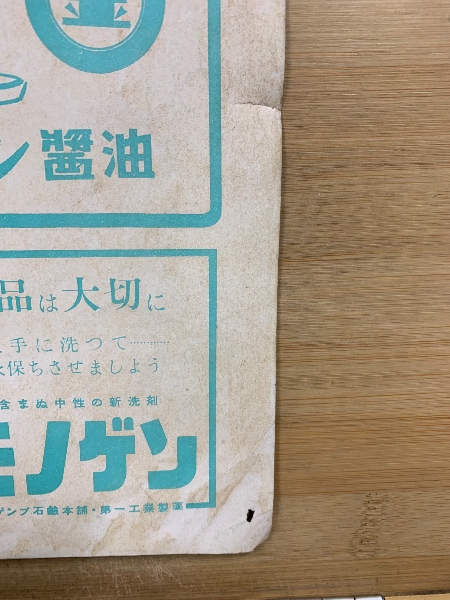 ン醤油
品は大切に
手に洗つて…………
保ちさせましよう
含まぬ中性の新洗剤
モノゲン
ゲンブ石鹼本舗・第一工業製薬